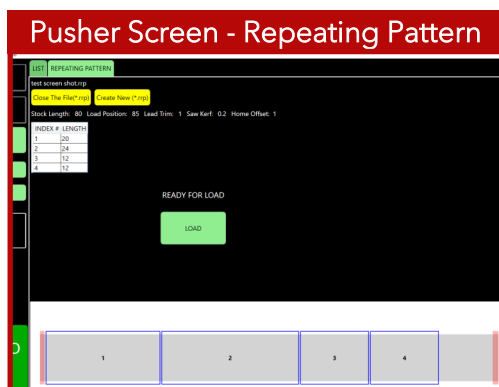 Pusher Screen - Repeating Pattern
LIST REPEATING PATTERN
test screen shot.rrp
Close The File(*.rrp) Create New (*.rrp)
Stock Length: 80 Load Position: 85 Lead Trim: 1 Saw Kerf: 0.2 Home Offset: 1
INDEX # LENGTH
1 20
2 24
3 12
4 12
READY FOR LOAD
LOAD
1 2 3 4